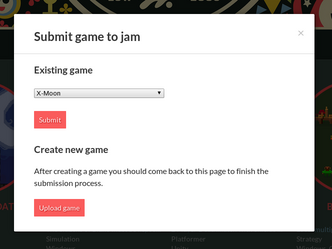 Submit game to jam
×
Existing game
X-Moon
Submit
Create new game
After creating a game you should come back to this page to finish the
submission process.
Upload game
Simulation
Platformer
Strategy